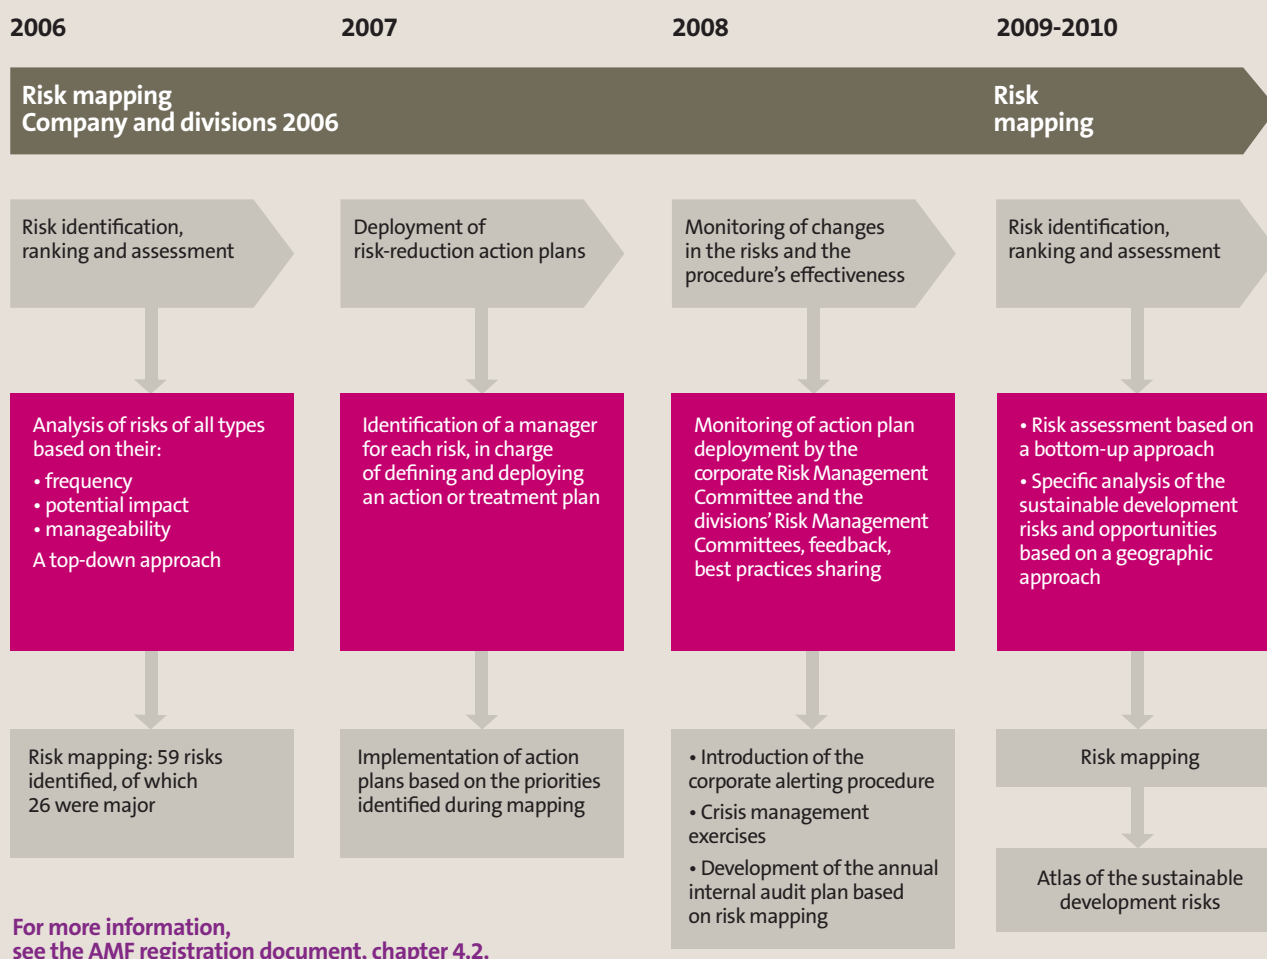 2006
2007
2008
2009-2010
Risk mapping
Company and divisions 2006
Risk
mapping
Risk identification,
ranking and assessment
Deployment of
risk-reduction action plans
Monitoring of changes
in the risks and the
procedure's effectiveness
Risk identification,
ranking and assessment
Analysis of risks of all types
based on their:
• frequency
• potential impact
• manageability
A top-down approach
Identification of a manager
for each risk, in charge
of defining and deploying
an action or treatment plan
Monitoring of action plan
deployment by the
corporate Risk Management
Committee and the
divisions' Risk Management
Committees, feedback,
best practices sharing
• Risk assessment based on
a bottom-up approach
• Specific analysis of the
sustainable development
risks and opportunities
based on a geographic
approach
Risk mapping: 59 risks
identified, of which
26 were major
Implementation of action
plans based on the priorities
identified during mapping
• Introduction of the
corporate alerting procedure
• Crisis management
exercises
• Development of the annual
internal audit plan based
on risk mapping
Risk mapping
Atlas of the sustainable
development risks
For more information,
see the AMF registration document, chapter 4.2.